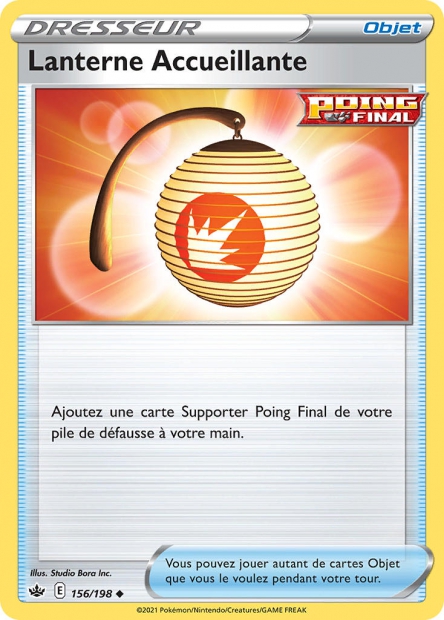 DRESSEUR
Objet
Lanterne Accueillante
POING
FINAL
Ajoutez une carte Supporter Poing Final de votre
pile de défausse à votre main.
Illus. Studio Bora Inc.
E
156/198
Vous pouvez jouer autant de cartes Objet
que vous le voulez pendant votre tour.
©2021 Pokémon/Nintendo/Creatures/GAME FREAK